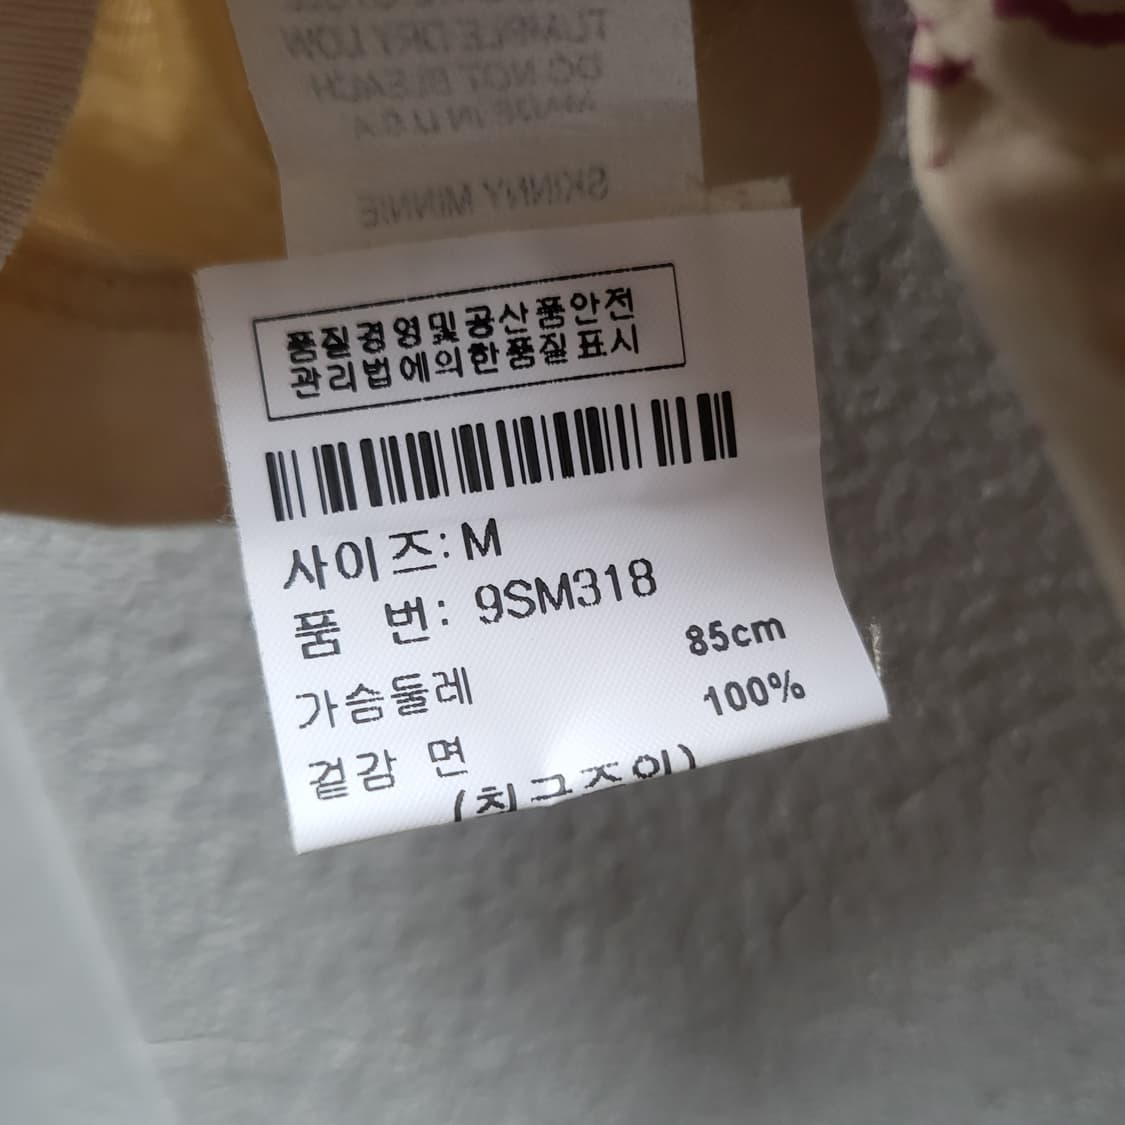 TUMBLE DRY LOW
DO NOT BLEACH
MADE IN U.S.A
SKINNY MINNIE
품질경영및공산품안전
관리법에의한품질표시
사이즈: M
품 번: 9SM318
가슴둘레 85cm
겉감 면 100%